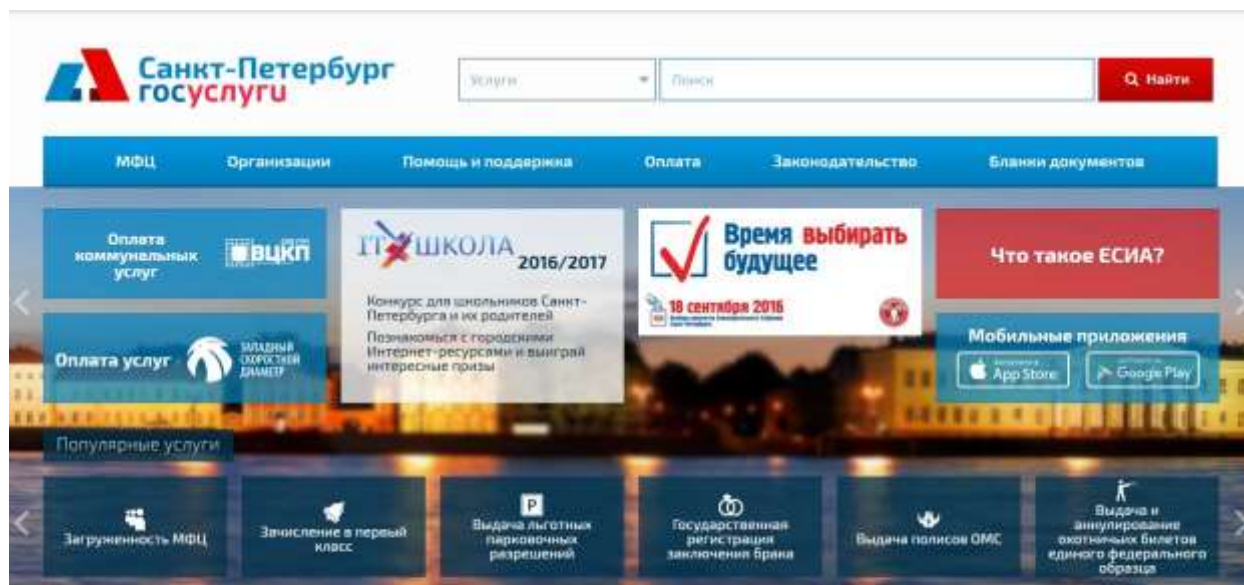 Санкт-Петербург
госуслуги
Услуги
Поиск
Найти
МФЦ
Организации
Помощь и поддержка
Оплата
Законодательство
Бланки документов
Оплата
коммунальных
услуг
ВЦКП
Оплата услуг
ЗАПАДНЫЙ
СКОРОСТНОЙ
ДИАМЕТР
IT ШКОЛА
2016/2017
Конкурс для школьников Санкт-
Петербурга и их родителей
Познакомься с городскими
Интернет-ресурсами и выиграй
интересные призы
Время выбирать
будущее
18 сентября 2016
Что такое ЕСИА?
Мобильные приложения
App Store
Google Play
Популярные услуги
Загруженность МФЦ
Зачисление в первый
класс
P
Выдача льготных
парковочных
разрешений
Государственная
регистрация
заключения брака
Выдача полисов ОМС
Выдача и
аннулирование
охотничьих билетов
единого федерального
образца